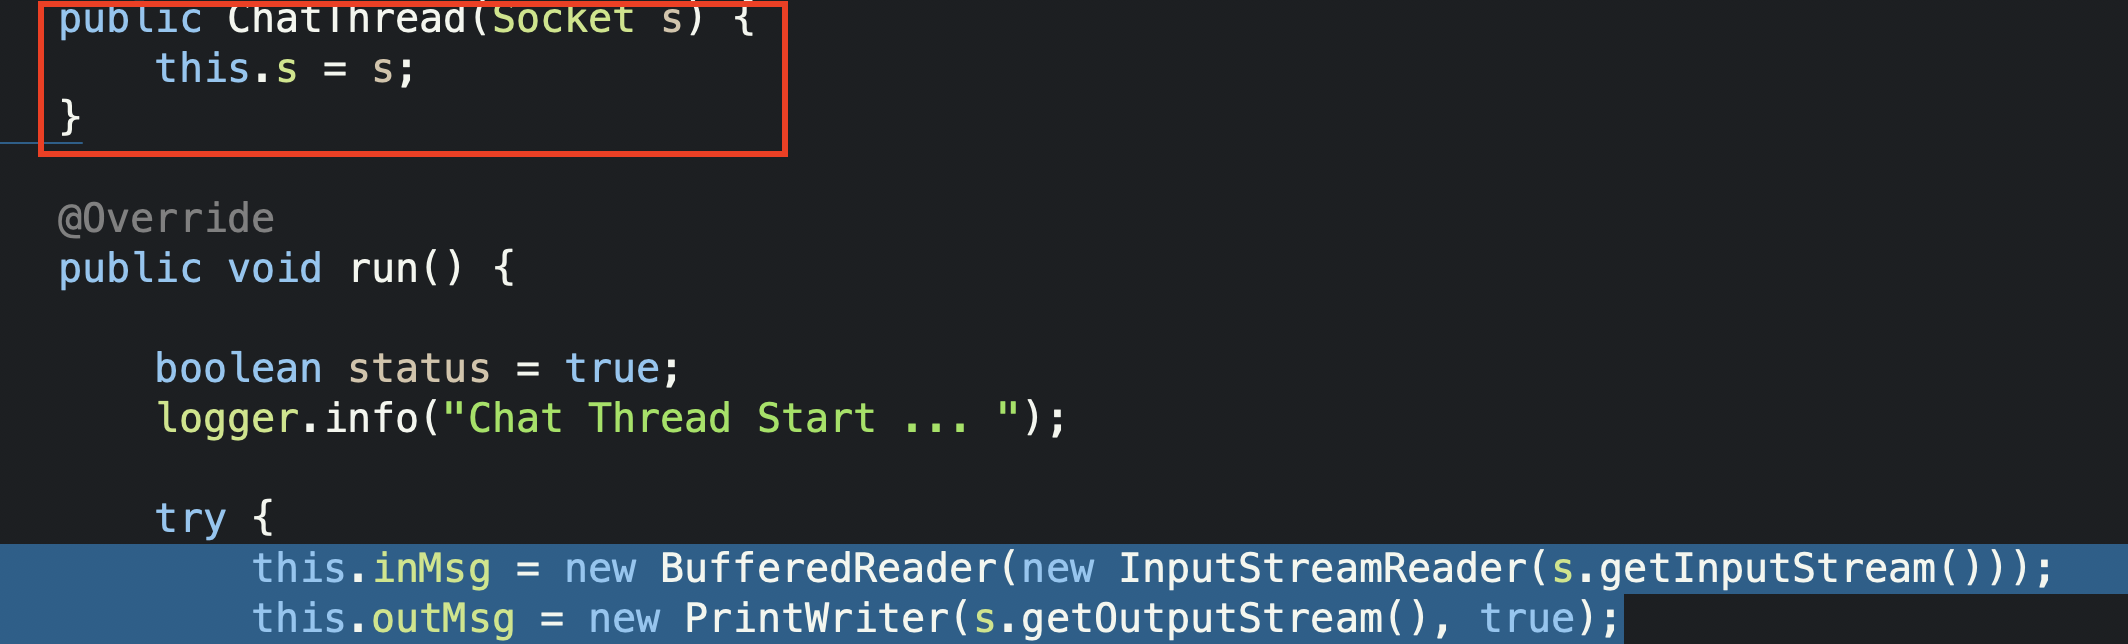 public ChatThread(Socket s) {
this.s = s;
}
@Override
public void run() {
boolean status = true;
logger.info("Chat Thread Start ... ");
try {
this.inMsg = new BufferedReader(new InputStreamReader(s.getInputStream()));
this.outMsg = new PrintWriter(s.getOutputStream(), true);